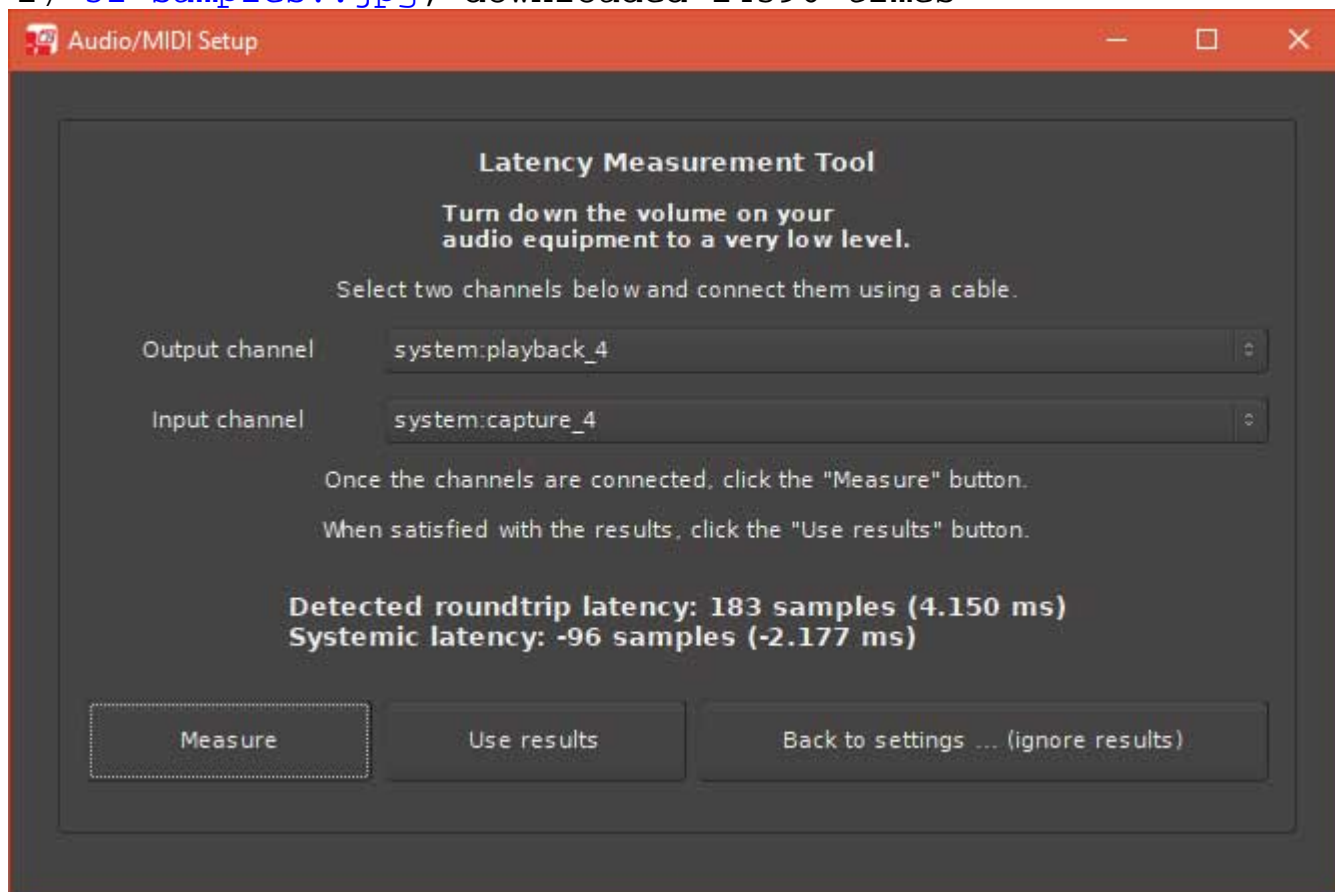 Audio/MIDI Setup
Latency Measurement Tool
Turn down the volume on your
audio equipment to a very low level.
Select two channels below and connect them using a cable.
Output channel system:playback_4
Input channel system:capture_4
Once the channels are connected, click the "Measure" button.
When satisfied with the results, click the "Use results" button.
Detected roundtrip latency: 183 samples (4.150 ms)
Systemic latency: -96 samples (-2.177 ms)
Measure Use results Back to settings ... (ignore results)